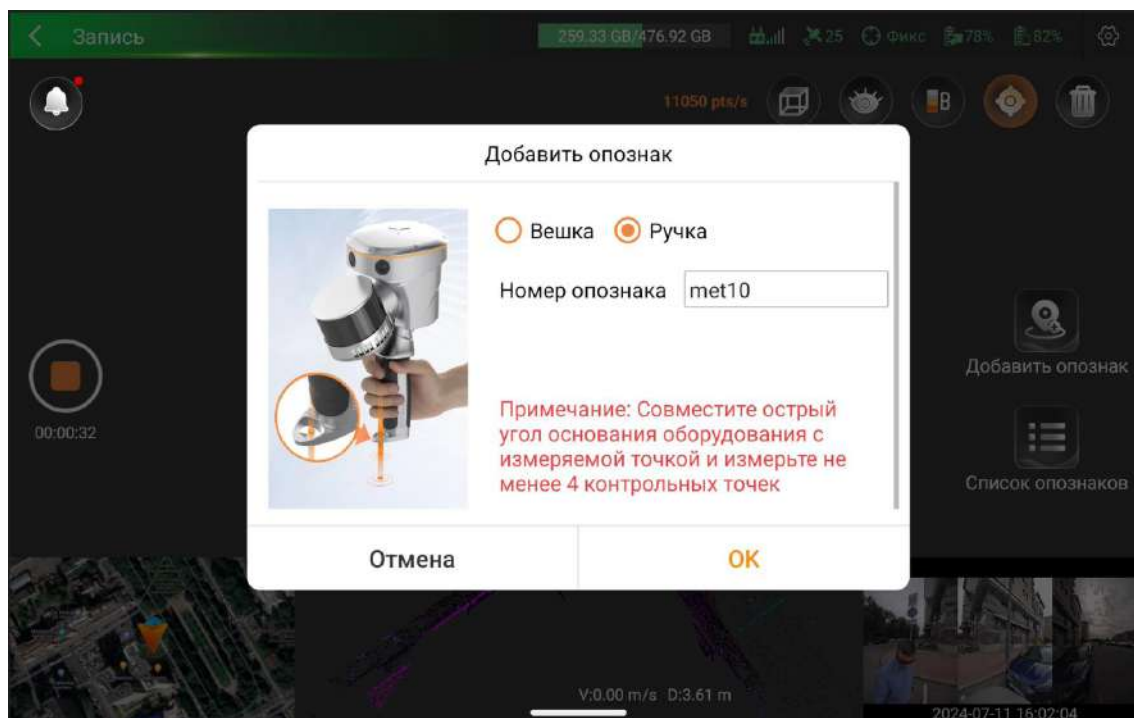 Запись
259.33 GB/476.92 GB
25
Фикс
78%
82%
11050 pts/s
B
Добавить опознак
Вешка
Ручка
Номер опознака
met10
Примечание: Совместите острый
угол основания оборудования с
измеряемой точкой и измерьте не
менее 4 контрольных точек
Отмена
OK
00:00:32
Добавить опознак
Список опознаков
V:0.00 m/s D:3.61 m
2024-07-11 16:02:04